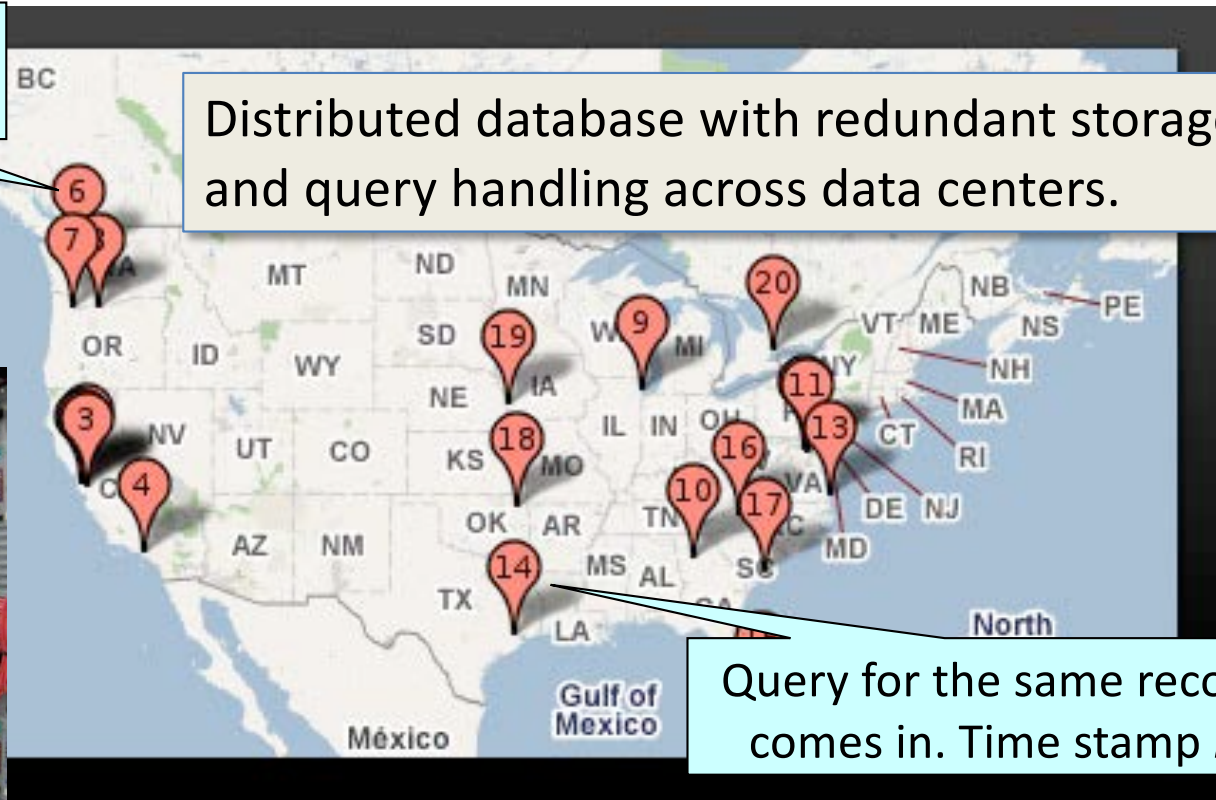 BC
Distributed database with redundant storage
and query handling across data centers.
6
7
MT
ND
MN
20
NB
PE
OR
ID
WY
SD
19
9
MI
VT
ME
NS
NY
NH
3
NV
UT
CO
NE
IA
IL
IN
11
MA
13
CT
RI
4
KS
18
MO
16
VA
DE
NJ
AZ
NM
OK
AR
TN
10
17
MD
TX
14
MS
AL
SC
LA
North
Gulf of
Mexico
México
Query for the same
comes in. Time stamp